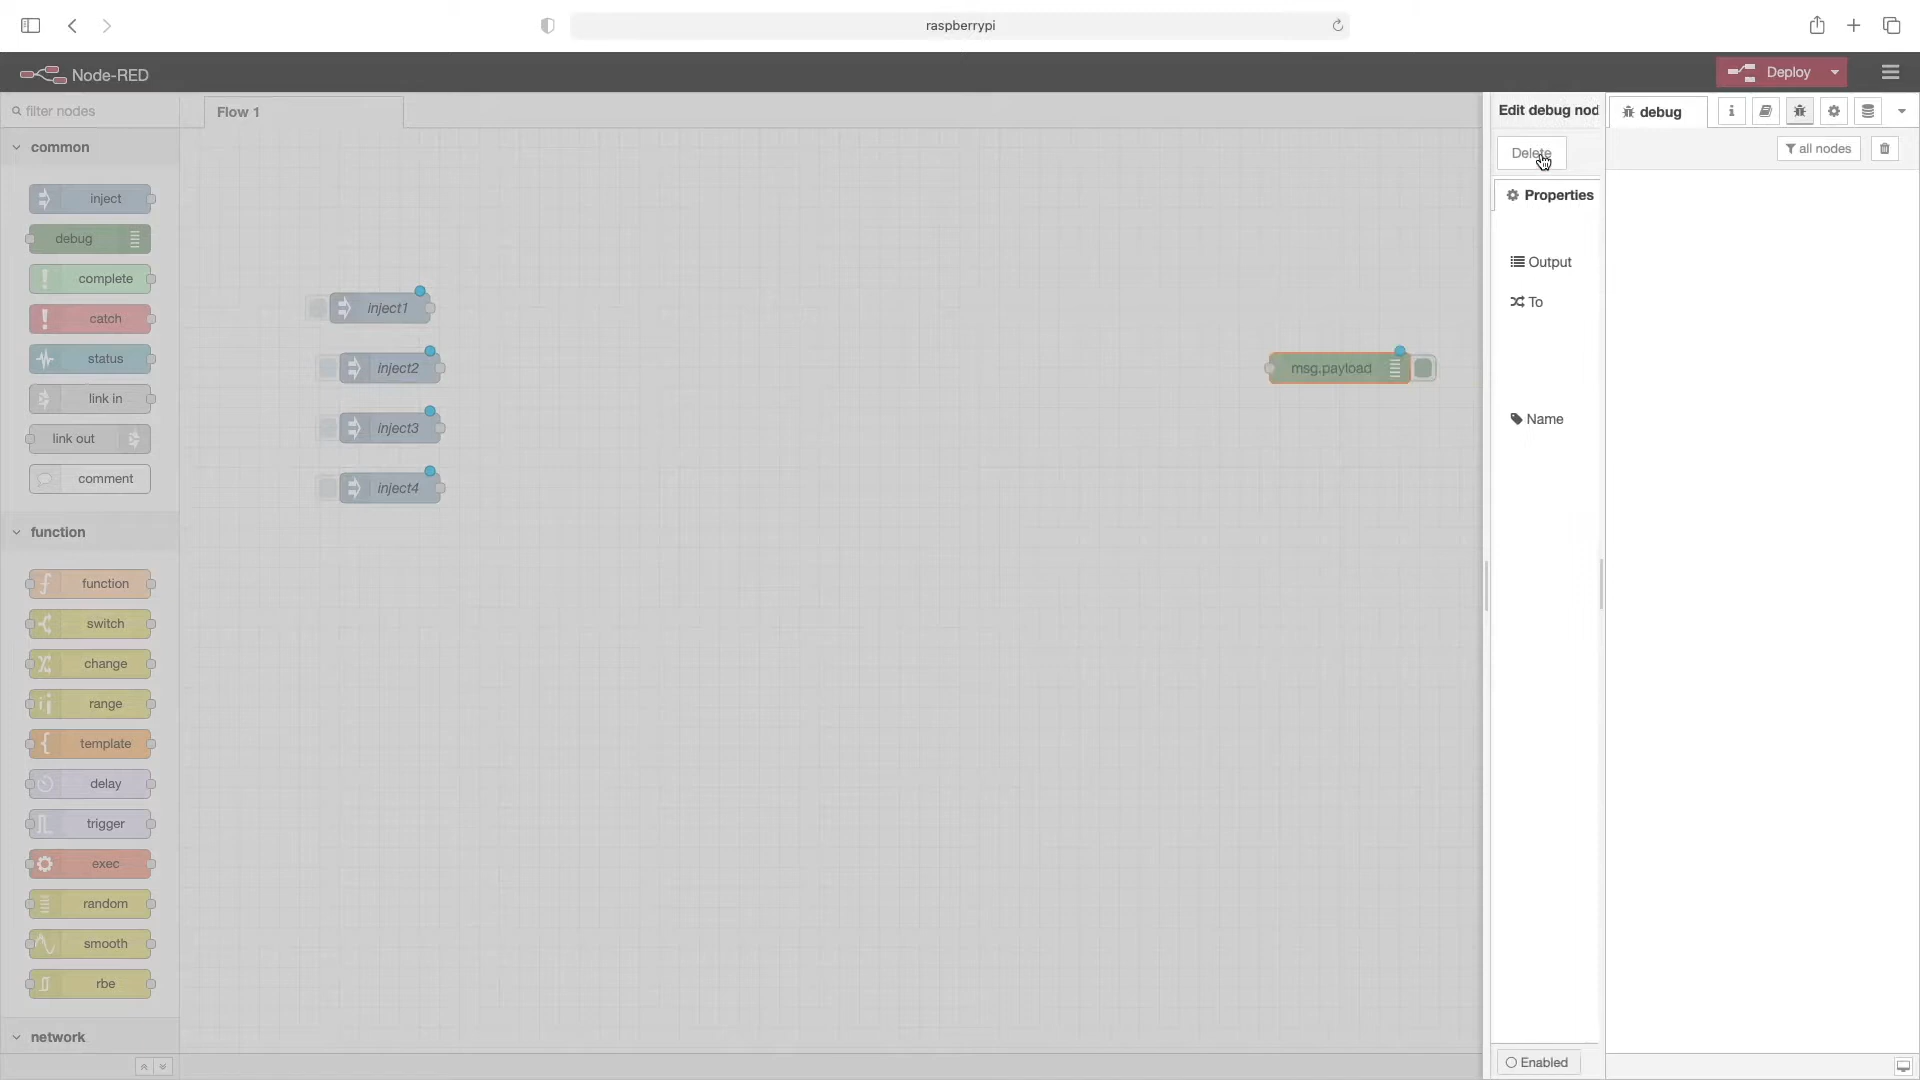 raspberrypi
Node-RED
Deploy
filter nodes
common
inject
debug
complete
catch
status
link in
link out
comment
function
function
switch
change
range
template
delay
trigger
exec
random
smooth
rbe
network
Flow 1
inject1
inject2
inject3
inject4
msg.payload
Edit debug nod
Delete
Properties
Output
To
Name
Enabled
debug
all nodes